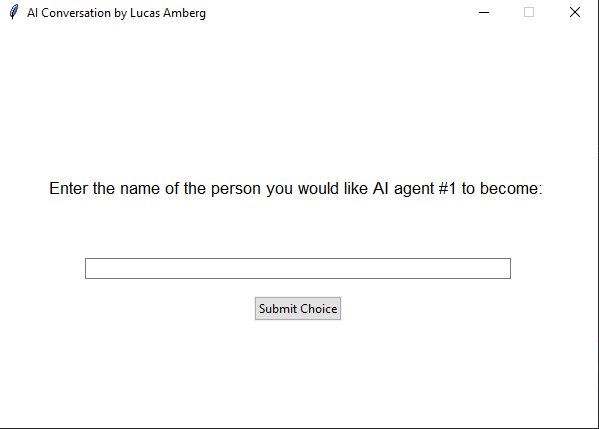 AI Conversation by Lucas Amberg
Enter the name of the person you would like AI agent #1 to become:
Submit Choice